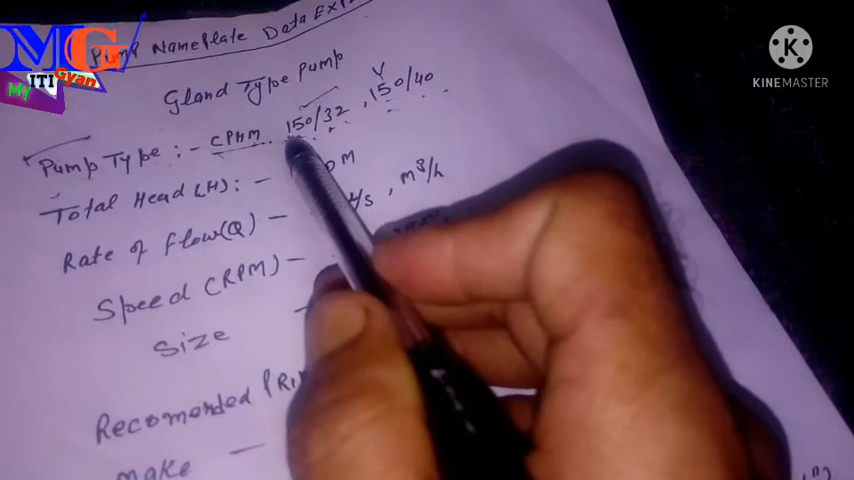 MG
My ITI Gyan
KINEMASTER
Pump NamePlate Data
Gland Type Pump
Pump Type :- CPHM 150/32 , 150/40
Total Head (H) : - M
Rate of flow(Q) - , m³/h
Speed (RPM) -
Size -
Recomended
make -